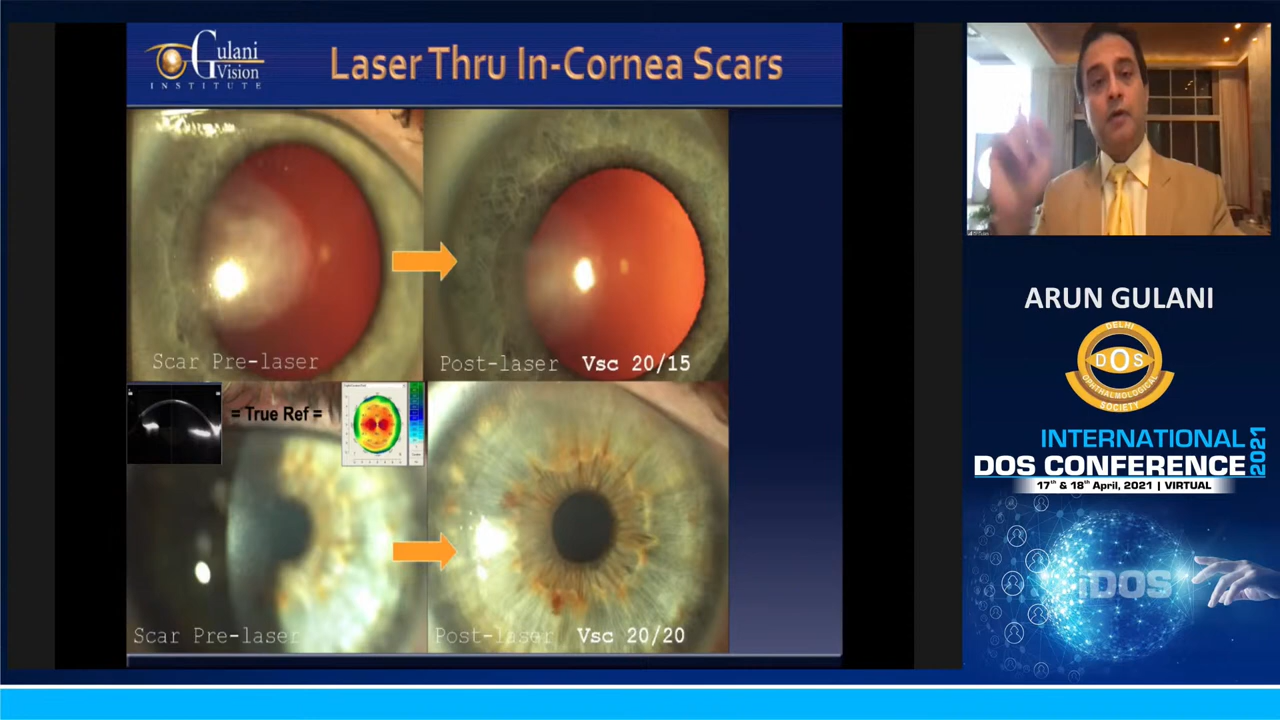 Gulani
Vision
INSTITUTE
Laser Thru In-Cornea Scars
Scar Pre-laser
Post-laser Vsc 20/15
= True Ref =
Scar Pre-laser
Post-laser Vsc 20/20
ARUN GULANI
DELHI
DOS
OPHTHALMOLOGICAL
SOCIETY
INTERNATIONAL
DOS CONFERENCE
2021
17th & 18th April, 2021 | VIRTUAL
iDOS